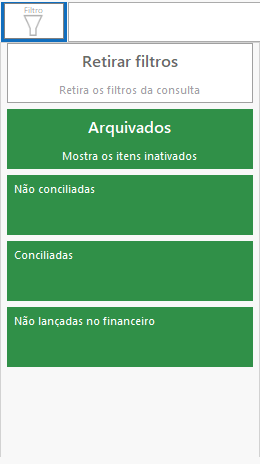 Filtro
Retirar filtros
Retira os filtros da consulta
Arquivados
Mostra os itens inativados
Não conciliadas
Conciliadas
Não lançadas no financeiro